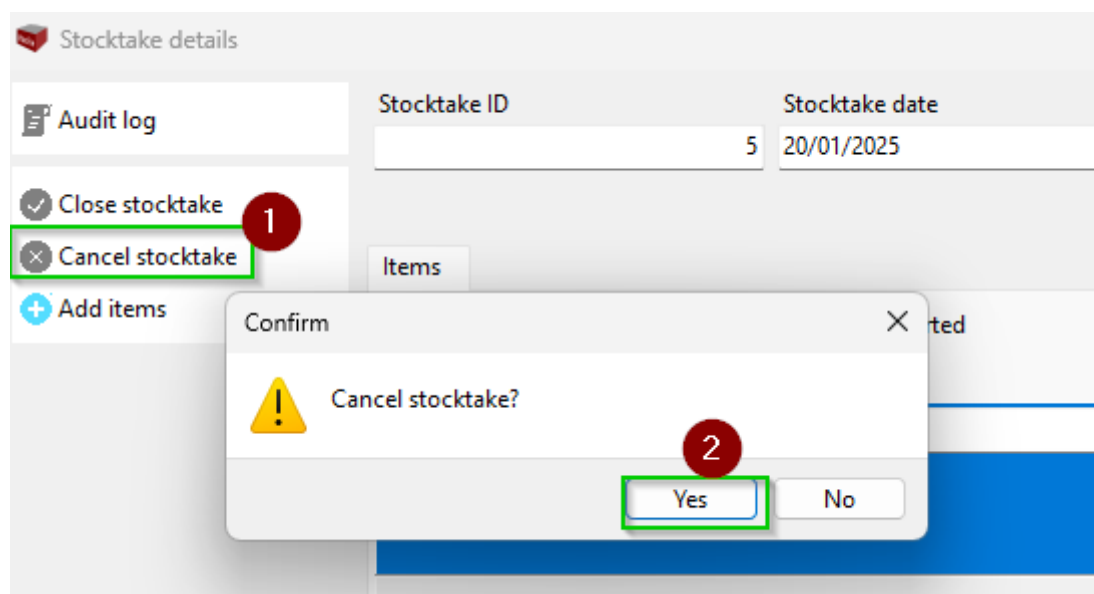 Stocktake details
Audit log
Stocktake ID
Stocktake date
5
20/01/2025
Close stocktake
1
Cancel stocktake
Items
Add items
Confirm
rted
Cancel stocktake?
2
Yes
No